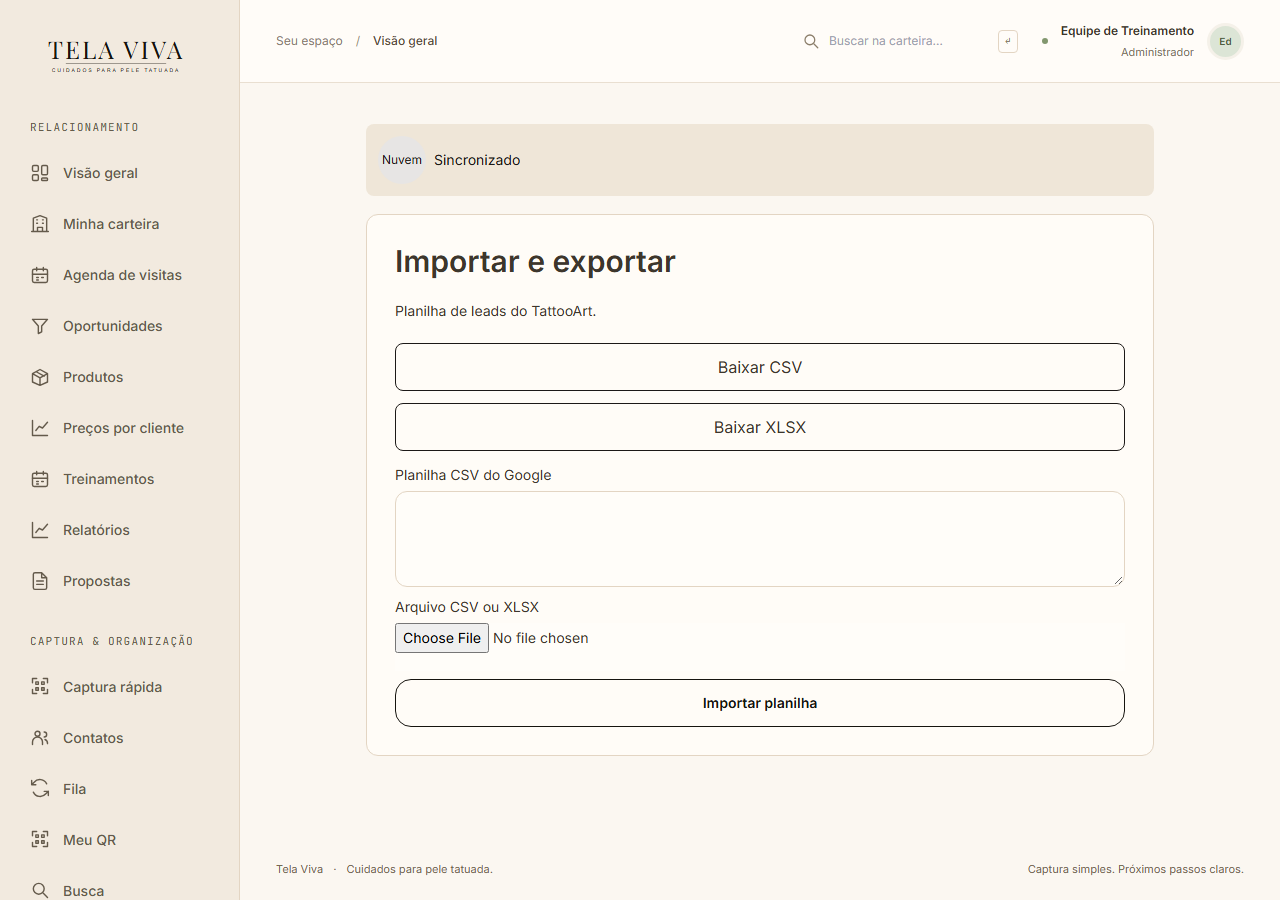 TELA VIVA
CUIDADOS PARA PELE TATUADA
RELACIONAMENTO
Visão geral
Minha carteira
Agenda de visitas
Oportunidades
Produtos
Preços por cliente
Treinamentos
Relatórios
Propostas
CAPTURA & ORGANIZAÇÃO
Captura rápida
Contatos
Fila
Meu QR
Busca
Seu espaço / Visão geral
Buscar na carteira...
↵
Equipe de Treinamento
Administrador
Ed
Nuvem Sincronizado
Importar e exportar
Planilha de leads do TattooArt.
Baixar CSV
Baixar XLSX
Planilha CSV do Google
Arquivo CSV ou XLSX
Choose File No file chosen
Importar planilha
Tela Viva · Cuidados para pele tatuada.
Captura simples. Próximos passos claros.